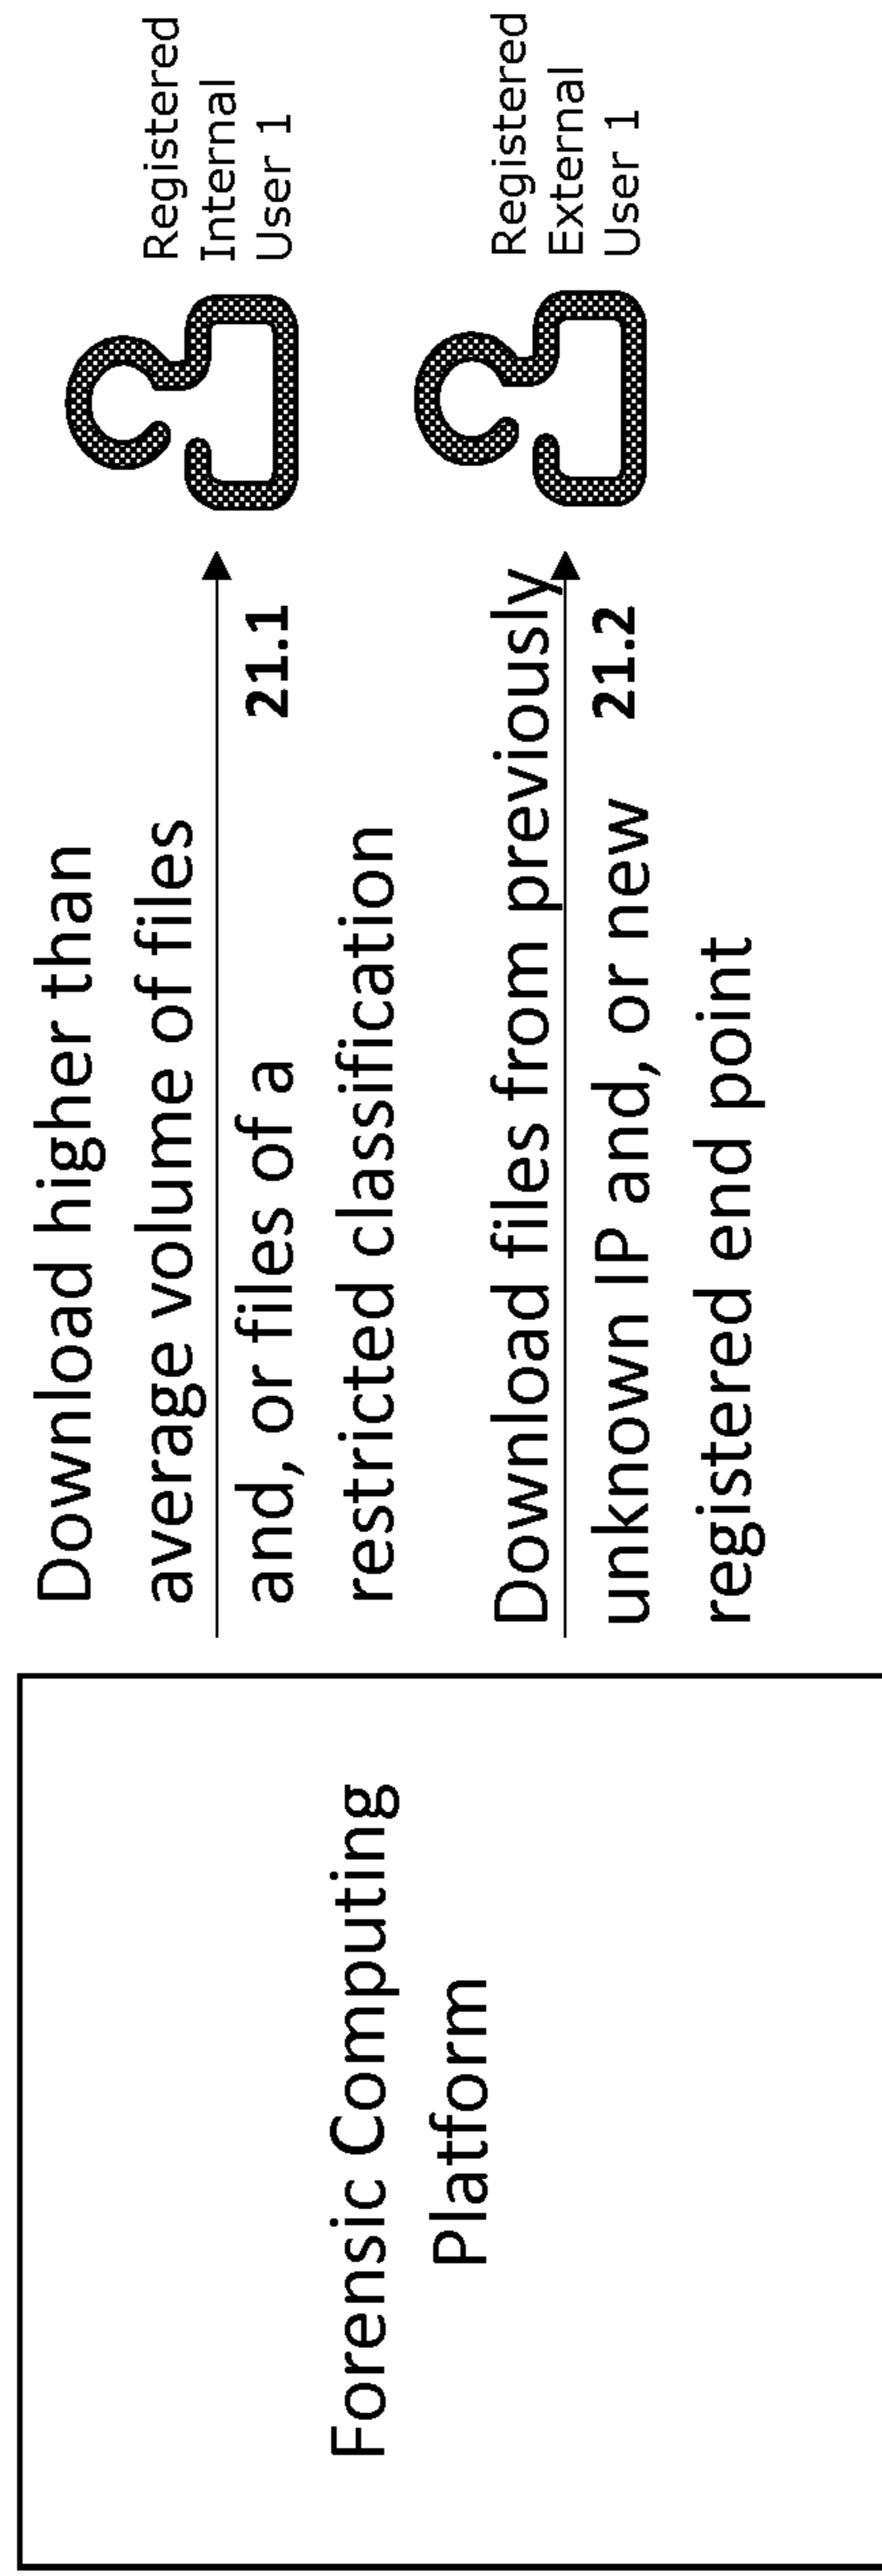 Forensic Computing
Platform
Download higher than
average volume of files
21.1
and, or files of a
restricted classification
Registered
Internal
User 1
Download files from previously
unknown IP and, or new
21.2
registered end point
Registered
External
User 1